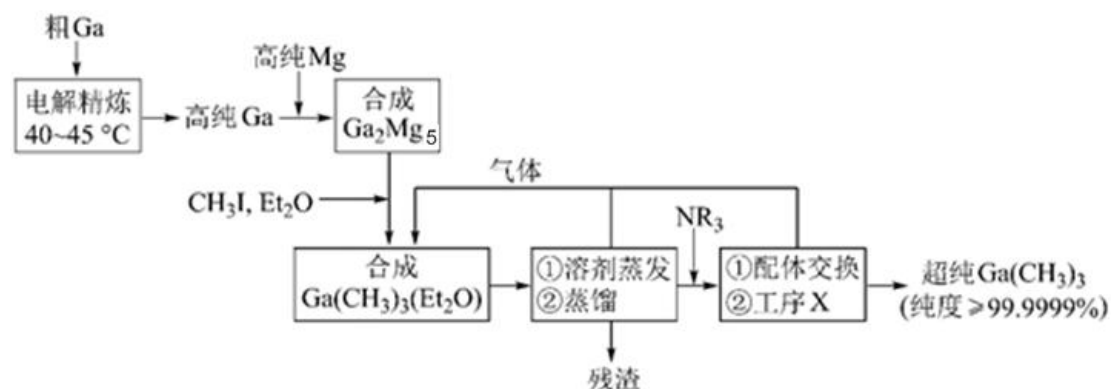 粗Ga
电解精炼
40~45 °C
高纯Ga
高纯Mg
合成
Ga₂Mg₅
CH₃I, Et₂O
气体
合成
Ga(CH₃)₃(Et₂O)
①溶剂蒸发
②蒸馏
残渣
NR₃
①配体交换
②工序X
超纯Ga(CH₃)₃
(纯度≥99.9999%)